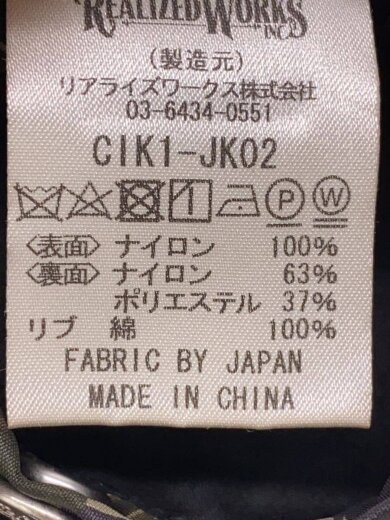 REALIZED WORKS
INC.
(製造元)
リアライズワークス株式会社
03-6434-0551
CIK1-JK02
P W
〈表面〉ナイロン 100%
〈裏面〉ナイロン 63%
ポリエステル 37%
リブ 綿 100%
FABRIC BY JAPAN
MADE IN CHINA